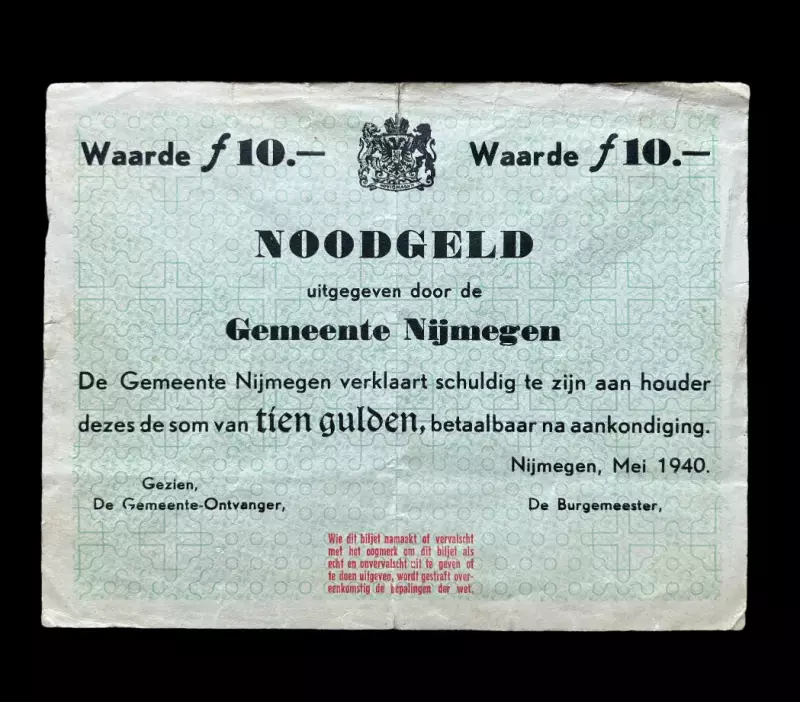 Waarde ƒ 10.— Waarde ƒ 10.—
NOODGELD
uitgegeven door de
Gemeente Nijmegen
De Gemeente Nijmegen verklaart schuldig te zijn aan houder
dezes de som van tien gulden, betaalbaar na aankondiging.
Nijmegen, Mei 1940.
Gezien,
De Gemeente-Ontvanger,
De Burgemeester,
Wie dit biljet namaakt of vervalscht
met het oogmerk om dit biljet als
echt en onvervalscht uit te geven of
te doen uitgeven, wordt gestraft over-
eenkomstig de bepalingen der wet.